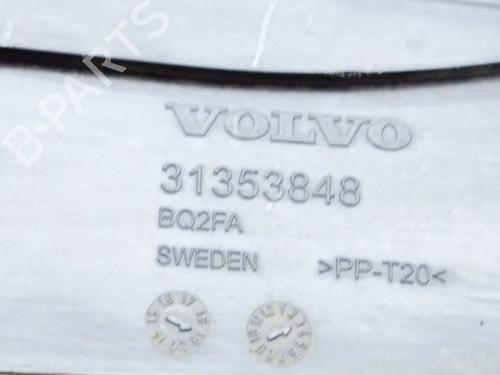 B-PARTS
VOLVO
31353848
BQ2FA
SWEDEN >PP-T20<